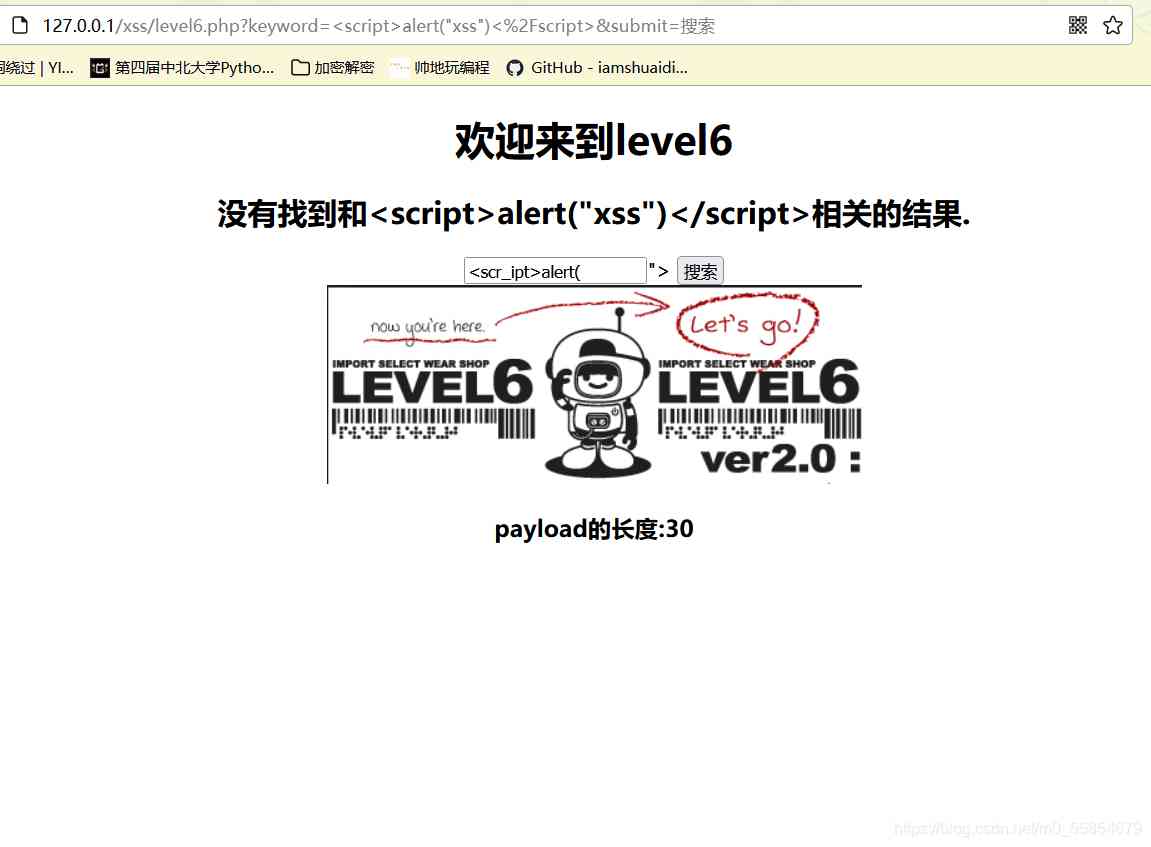 127.0.0.1/xss/level6.php?keyword=<script>alert("xss")<%2Fscript>&submit=搜索
绕过 | YI... 第四届中北大学Pytho... 加密解密 帅地玩编程 GitHub - iamshuaidi...
欢迎来到level6
没有找到和<script>alert("xss")</script>相关的结果.
<scr_ipt>alert( "> 搜索
now you're here. Let's go!
IMPORT SELECT WEAR SHOP IMPORT SELECT WEAR SHOP
LEVEL6 LEVEL6
ver2.0 :
payload的长度:30